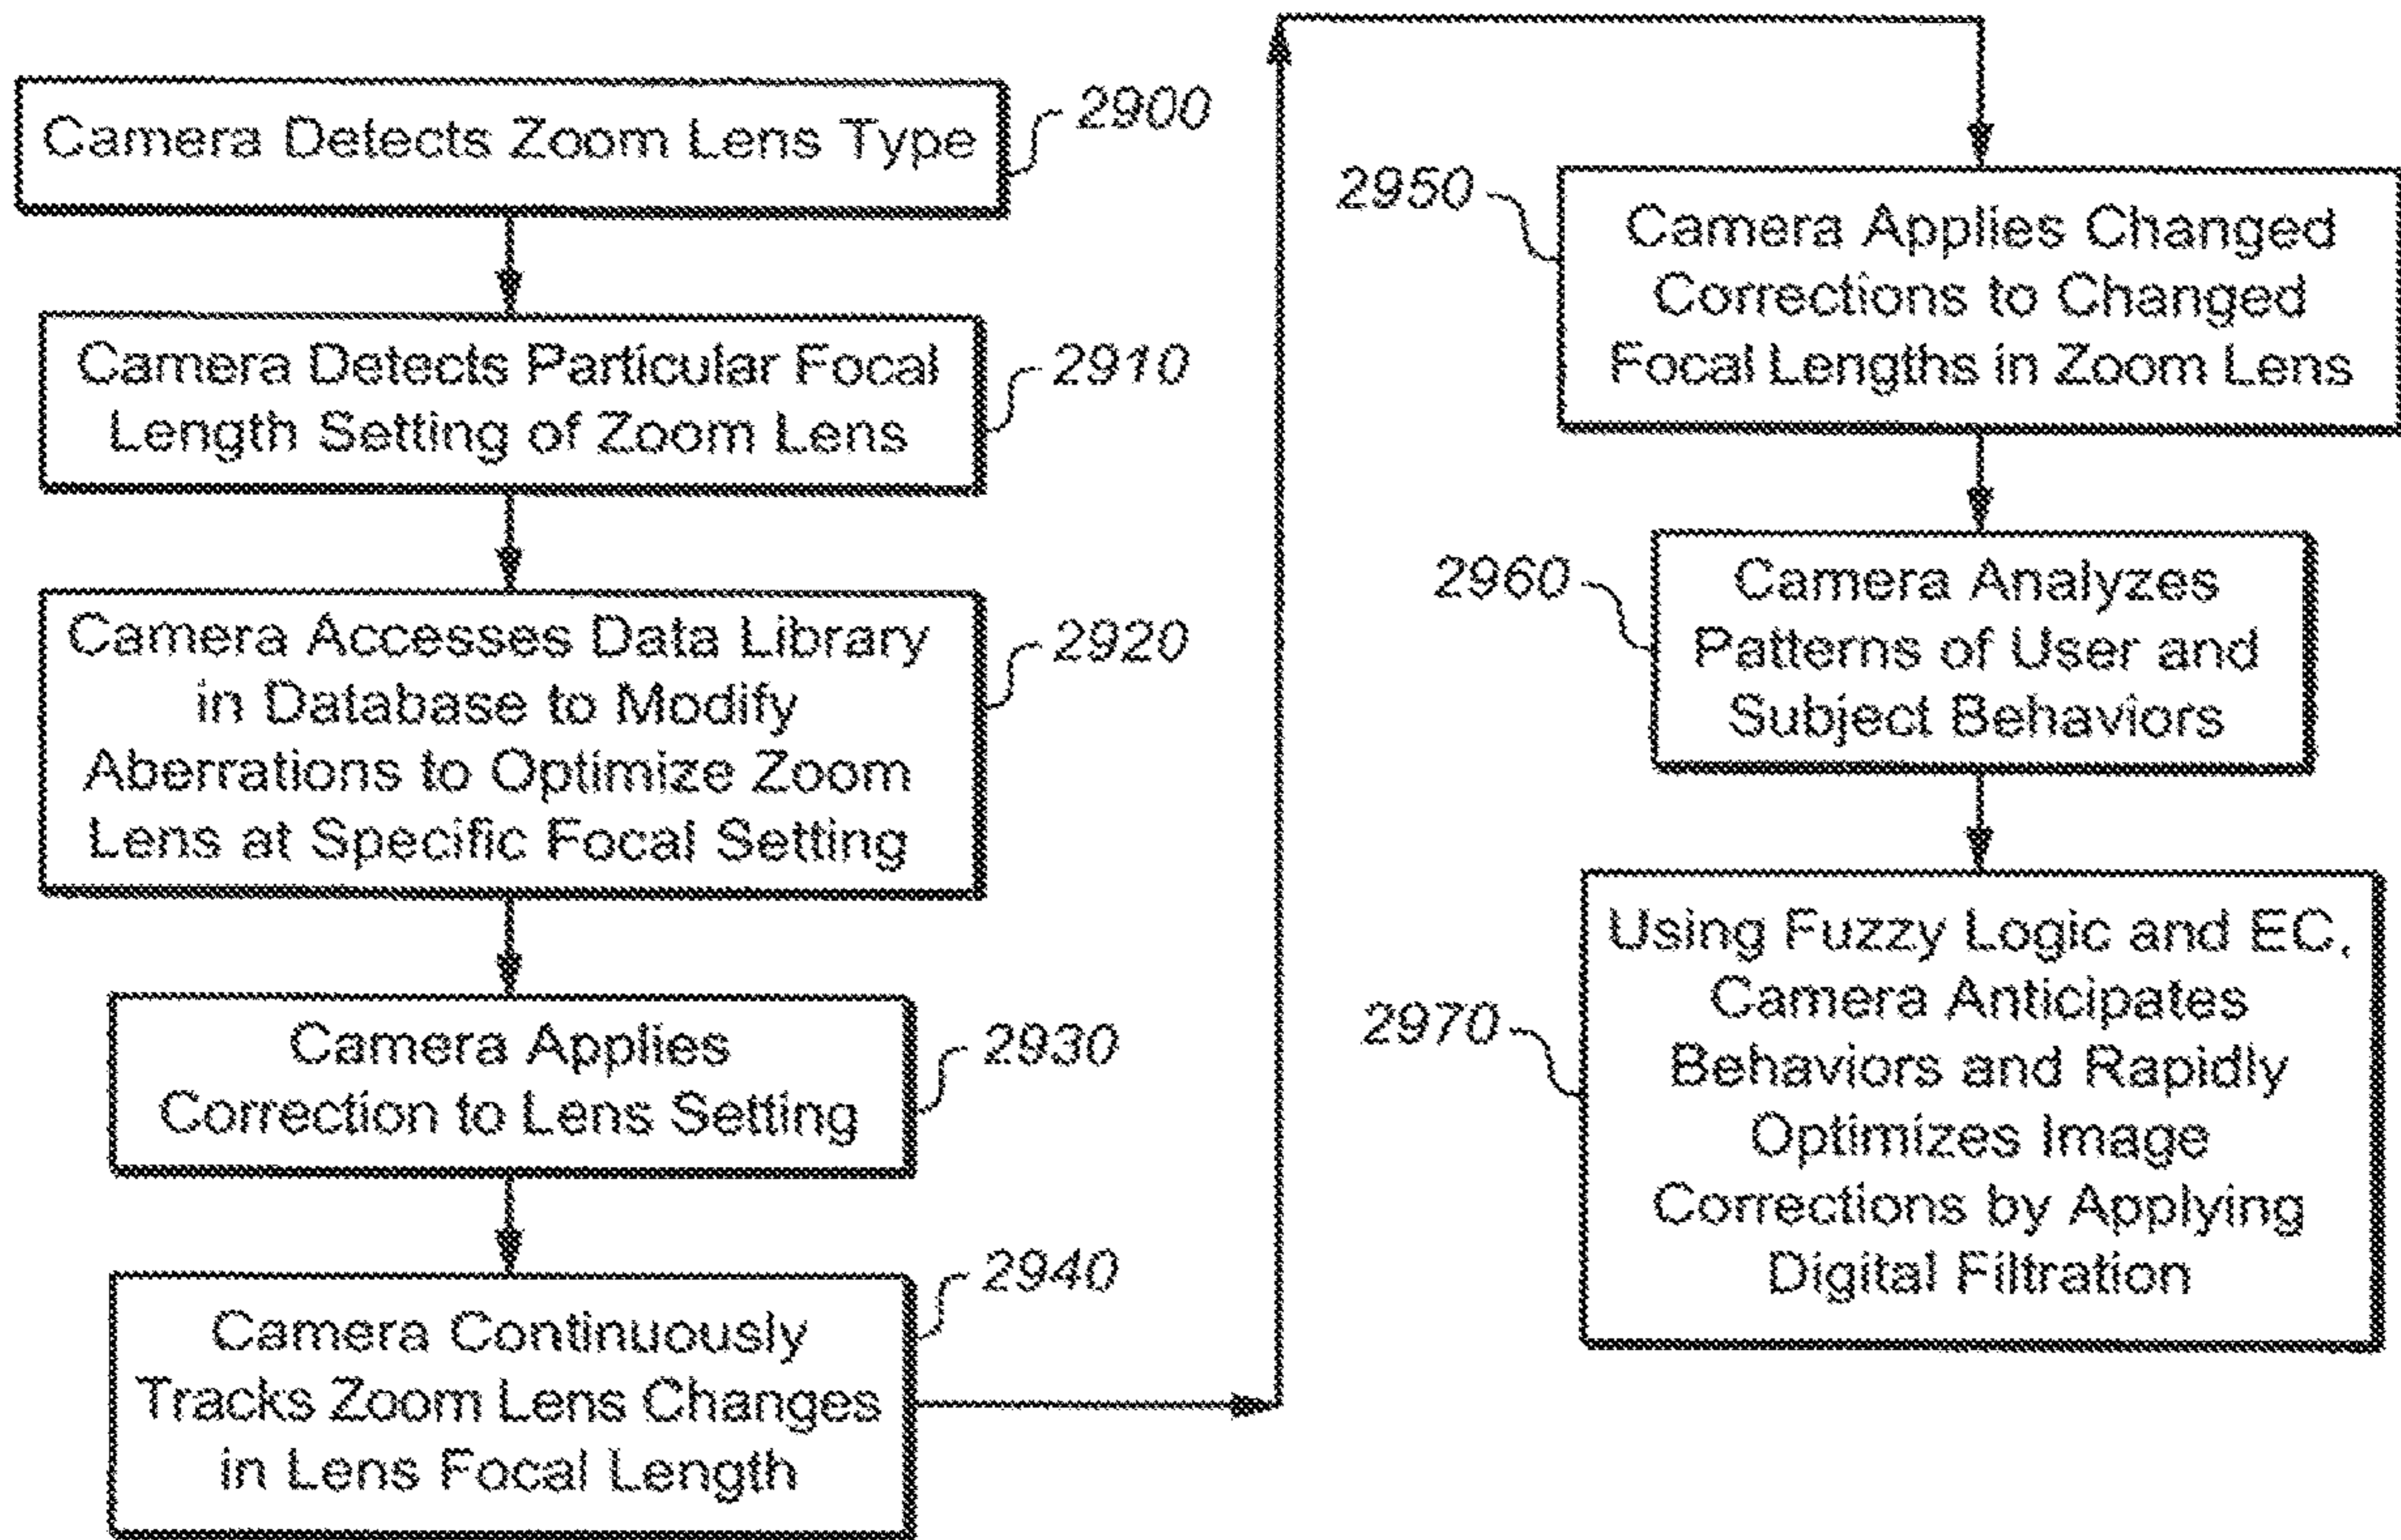 Camera Detects Zoom Lens Type
2900
Camera Detects Particular Focal
Length Setting of Zoom Lens
2910
Camera Accesses Data Library
in Database to Modify
Aberrations to Optimize Zoom
Lens at Specific Focal Setting
2920
Camera Applies
Correction to Lens Setting
2930
Camera Continuously
Tracks Zoom Lens Changes
in Lens Focal Length
2940
2950
Camera Applies Changed
Corrections to Changed
Focal Lengths in Zoom Lens
2960
Camera Analyzes
Patterns of User and
Subject Behaviors
2970
Using Fuzzy Logic and EC,
Camera Anticipates
Behaviors and Rapidly
Optimizes Image
Corrections by Applying
Digital Filtration